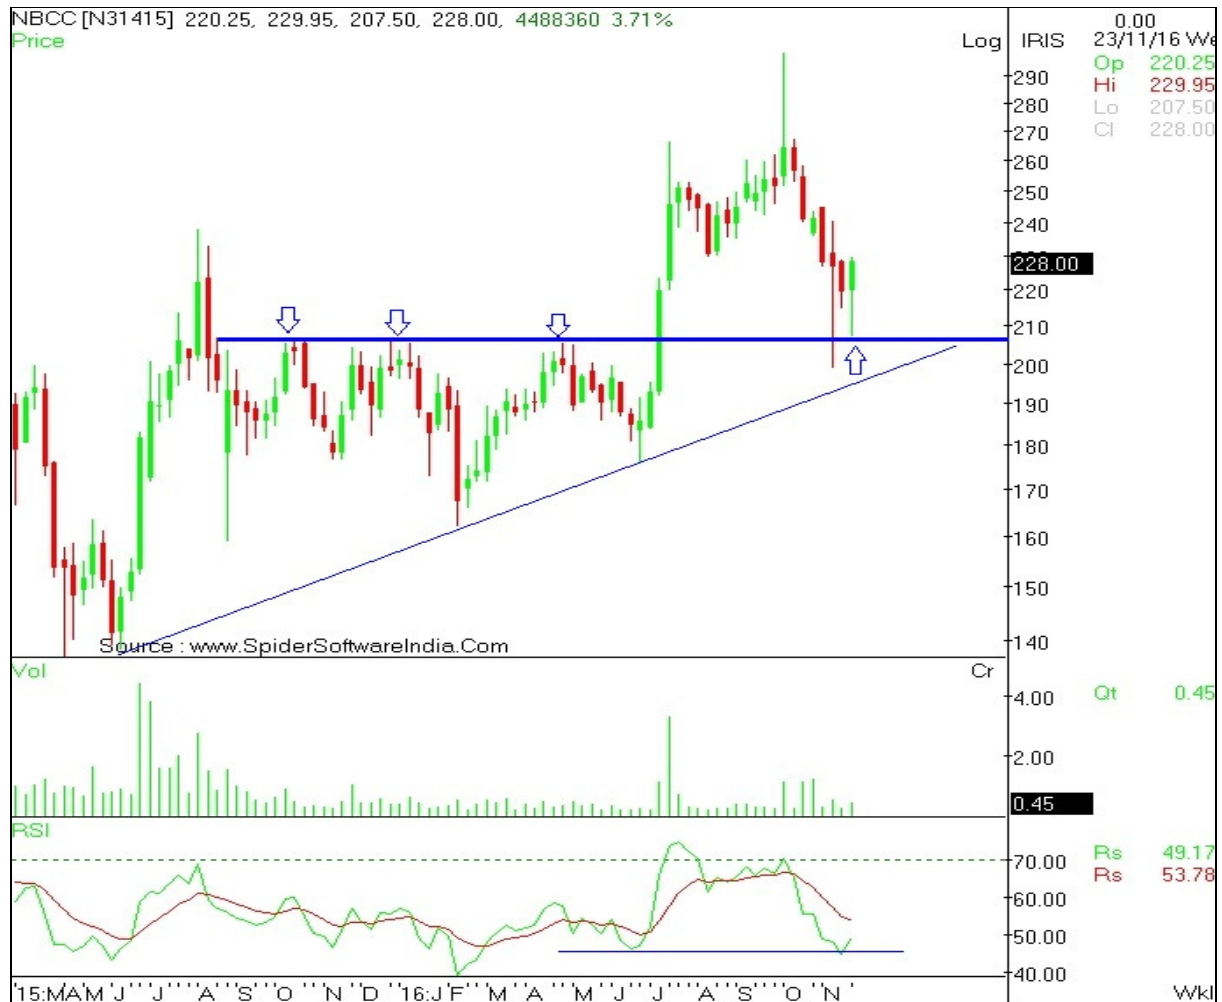 NBCC [N31415] 220.25, 229.95, 207.50, 228.00, 4488360 3.71%
0.00
Price
Log
IRIS
23/11/16 We
Op 220.25
Hi 229.95
Lo 207.50
Cl 228.00
290
280
270
260
250
240
228.00
220
210
200
190
180
170
160
150
140
Source : www.SpiderSoftwareIndia.Com
Vol
Cr
4.00
Qt 0.45
2.00
0.45
RSI
70.00
Rs 49.17
60.00
Rs 53.78
50.00
40.00
'15:MAMJ J A S O N D 16:JF M A M J J A S O N
Wkl